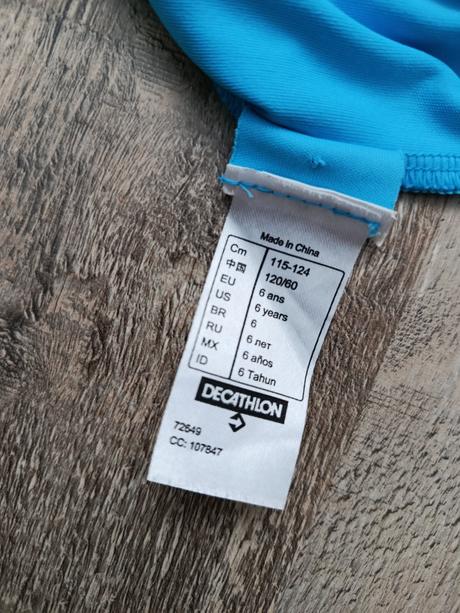 Made in China
Cm 115-124
中国 120/60
EU 6 ans
US 6 years
BR 6
RU 6 лет
MX 6 años
ID 6 Tahun
DECATHLON
72649
CC: 107847